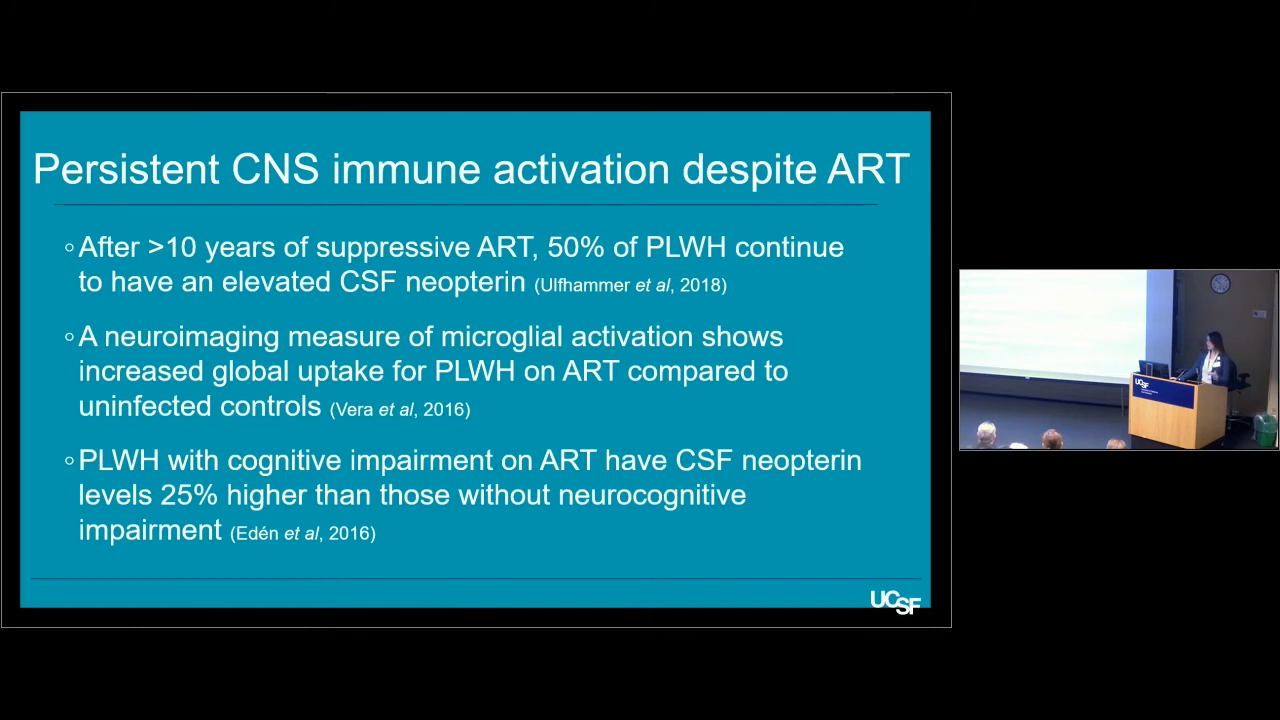 Persistent CNS immune activation despite ART
◦After >10 years of suppressive ART, 50% of PLWH continue
to have an elevated CSF neopterin (Ulfhammer et al, 2018)
◦A neuroimaging measure of microglial activation shows
increased global uptake for PLWH on ART compared to
uninfected controls (Vera et al, 2016)
◦PLWH with cognitive impairment on ART have CSF neopterin
levels 25% higher than those without neurocognitive
impairment (Edén et al, 2016)
UCSF
UCSF